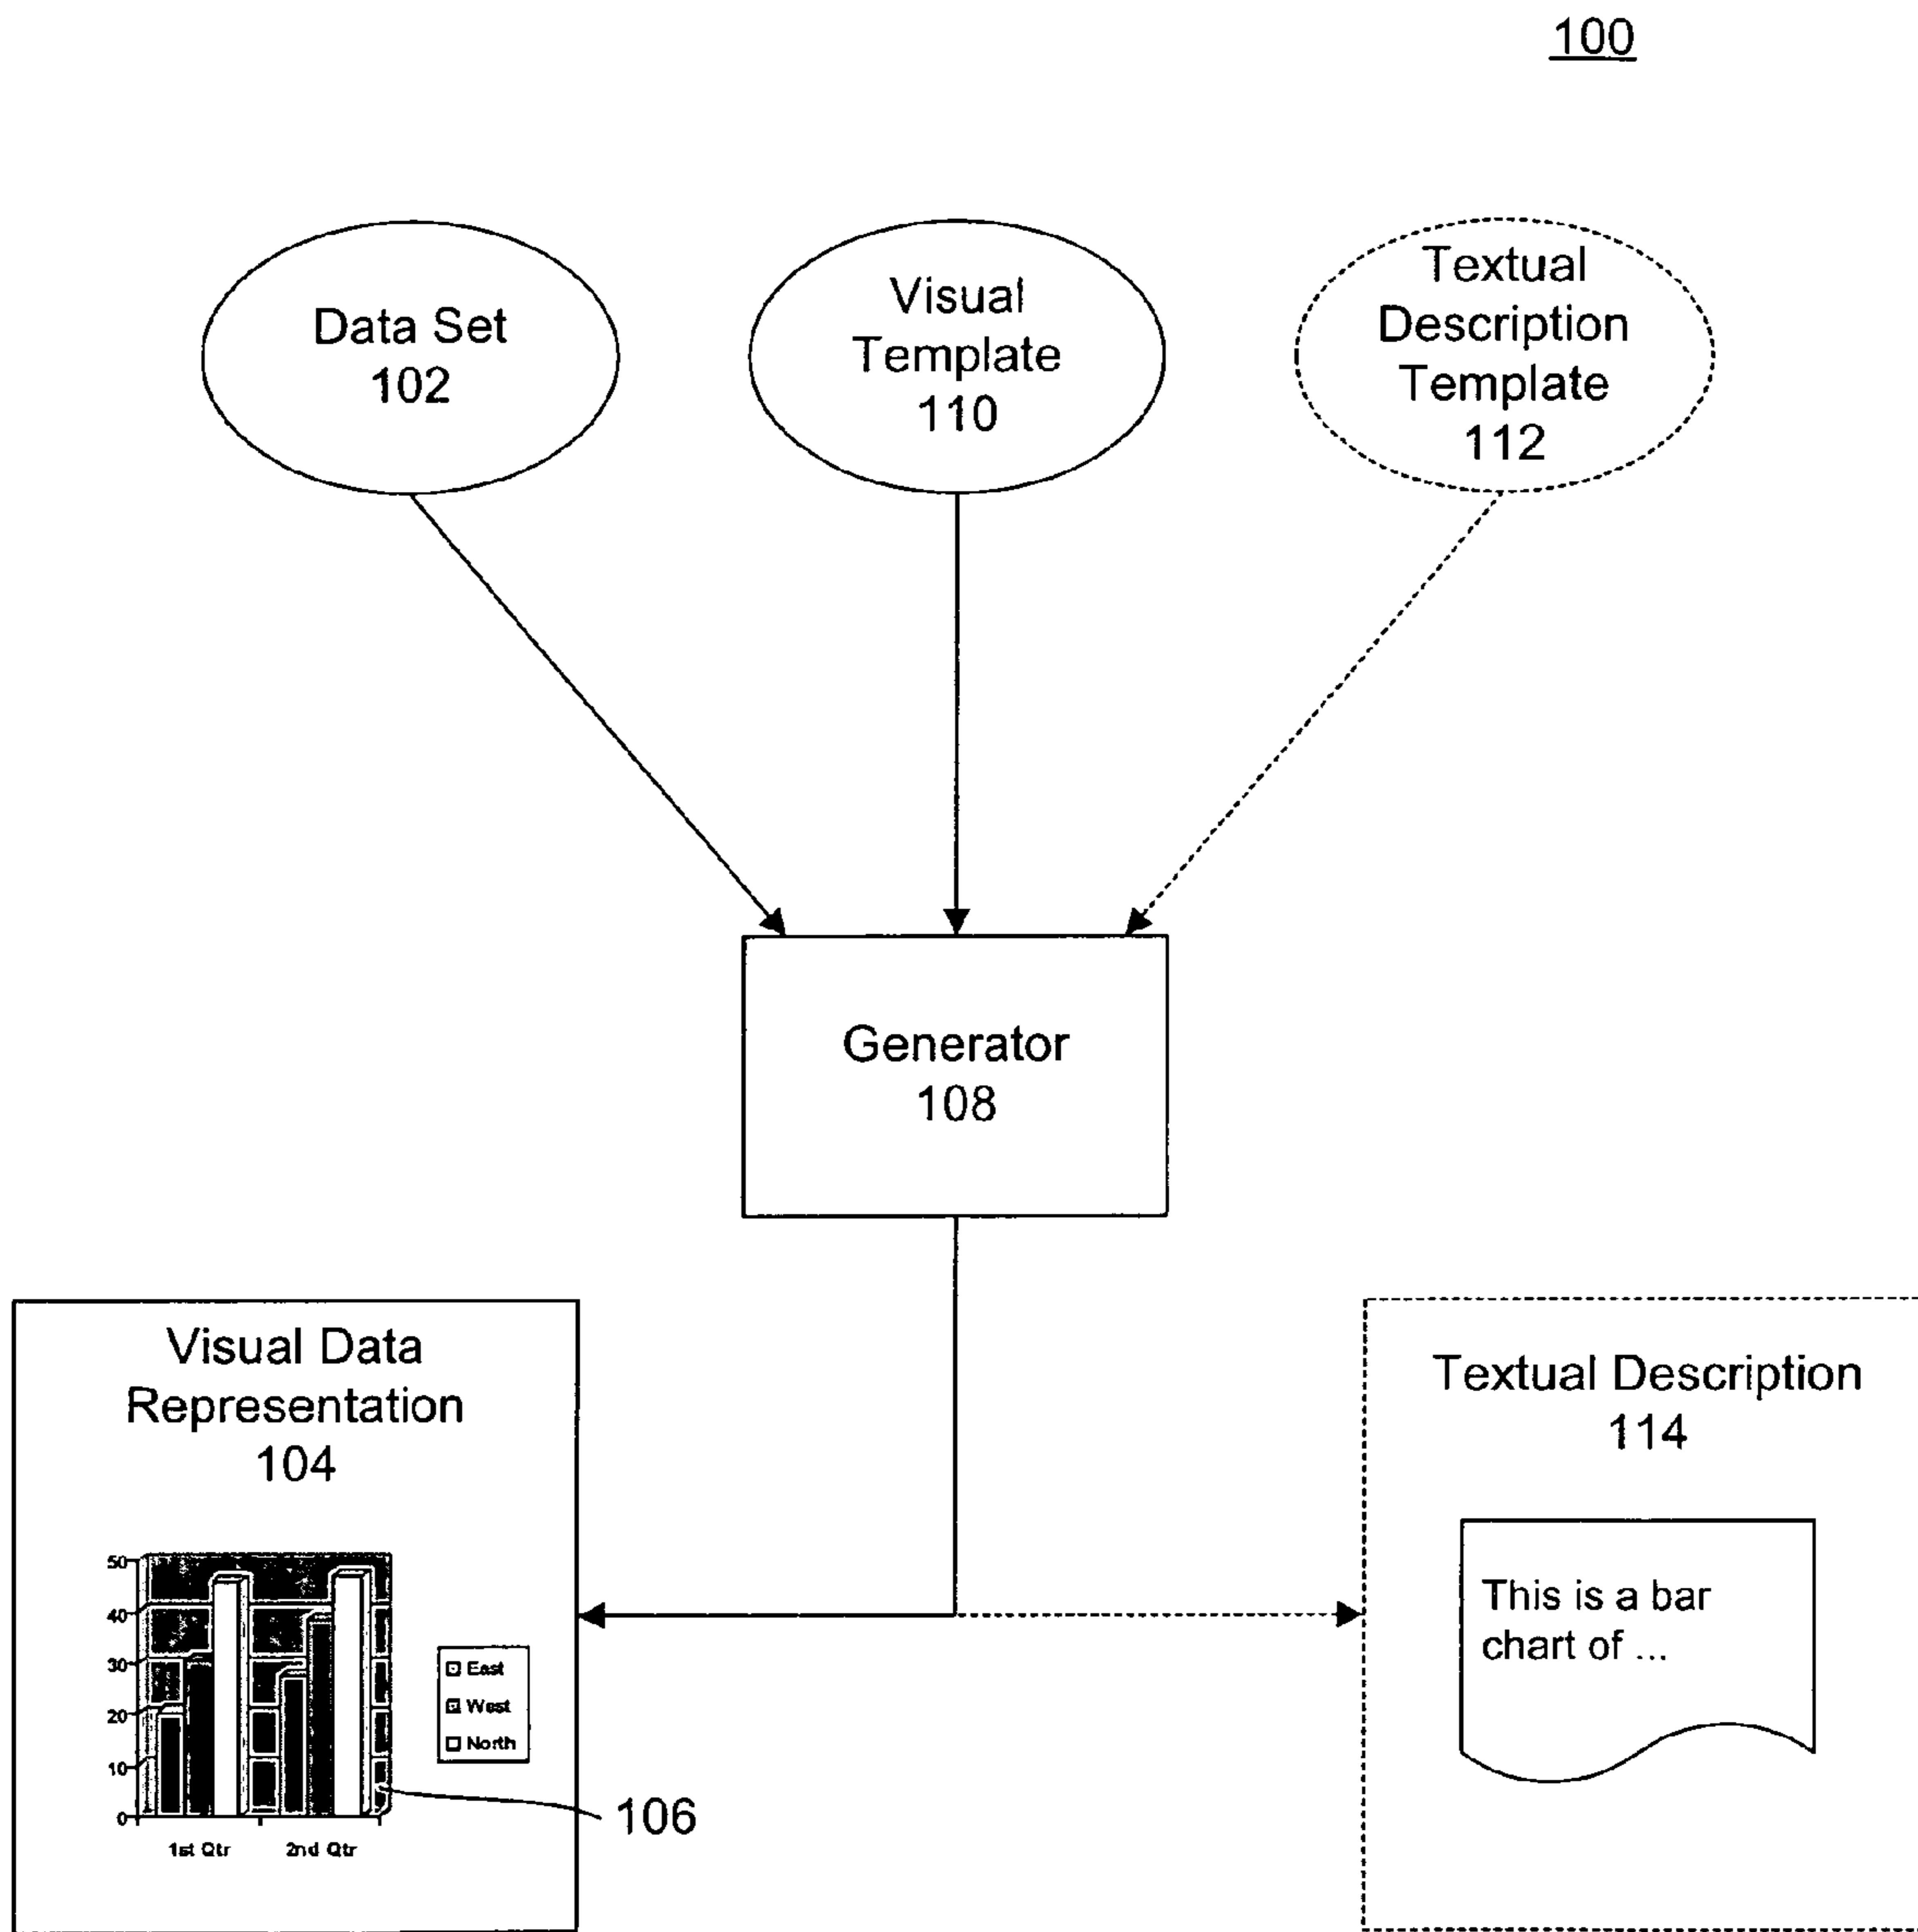 100
Data Set
102
Visual
Template
110
Textual
Description
Template
112
Generator
108
Visual Data
Representation
104
50
40
30
20
10
0
1st Qtr
2nd Qtr
East
West
North
106
Textual Description
114
This is a bar
chart of ...